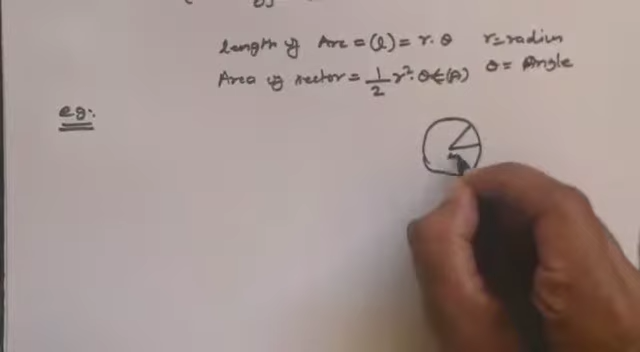 length of Arc = (l) = r. θ r = radius
Area of sector = 1/2 r². θ (A) θ = Angle
eg: